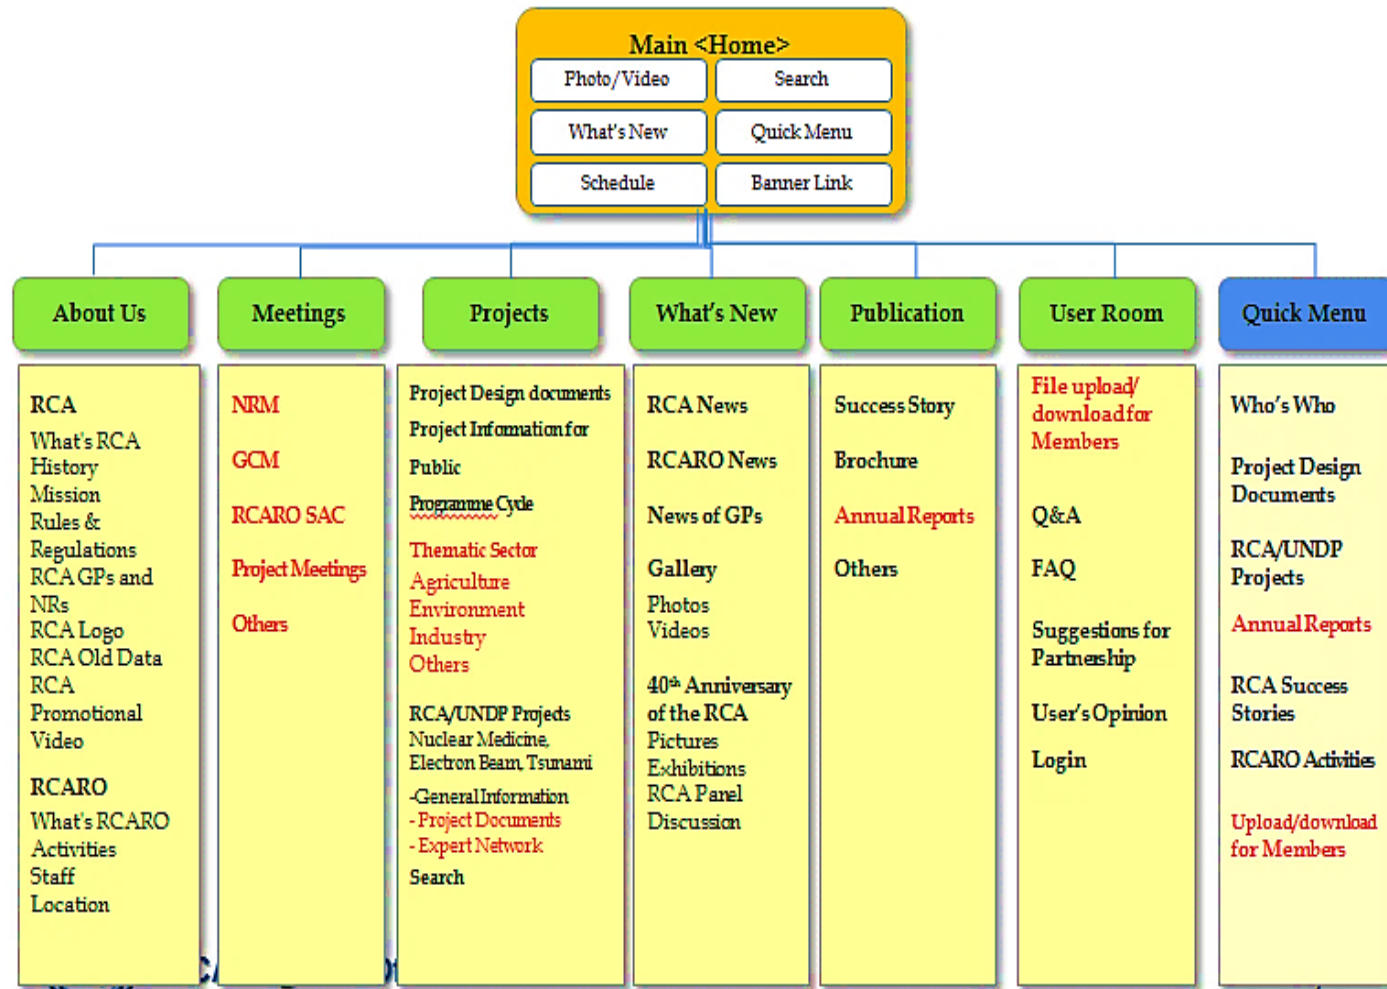 Main <Home>
Photo/Video
Search
What's New
Quick Menu
Schedule
Banner Link
About Us
Meetings
Projects
What's New
Publication
User Room
Quick Menu
RCA
What's RCA
History
Mission
Rules &
Regulations
RCA GPs and
NRs
RCA Logo
RCA Old Data
RCA
Promotional
Video
RCARO
What's RCARO
Activities
Staff
Location
NRM
GCM
RCARO SAC
Project Meetings
Others
Project Design documents
Project Information for
Public
Programme Cycle
Thematic Sector
Agriculture
Environment
Industry
Others
RCA/UNDP Projects
Nuclear Medicine,
Electron Beam, Tsunami
-General Information
- Project Documents
- Expert Network
Search
RCA News
RCARO News
News of GPs
Gallery
Photos
Videos
40th Anniversary
of the RCA
Pictures
Exhibitions
RCA Panel
Discussion
Success Story
Brochure
Annual Reports
Others
File upload/
download for
Members
Q&A
FAQ
Suggestions for
Partnership
User's Opinion
Login
Who's Who
Project Design
Documents
RCA/UNDP
Projects
Annual Reports
RCA Success
Stories
RCARO Activities
Upload/download
for Members